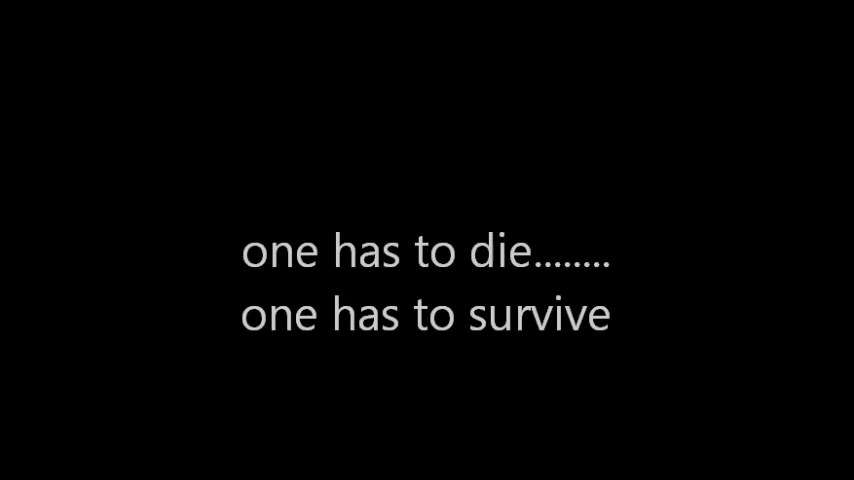 one has to die........
one has to survive